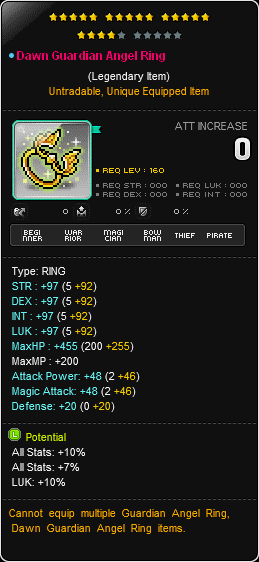 Dawn Guardian Angel Ring
(Legendary Item)
Untradable, Unique Equipped Item
ATT INCREASE
0
REQ LEV : 160
REQ STR : 000 REQ LUK : 000
REQ DEX : 000 REQ INT : 000
0 0 % 0 %
BEGINNER WARRIOR MAGICIAN BOWMAN THIEF PIRATE
Type: RING
STR : +97 (5 +92)
DEX : +97 (5 +92)
INT : +97 (5 +92)
LUK : +97 (5 +92)
MaxHP : +455 (200 +255)
MaxMP : +200
Attack Power: +48 (2 +46)
Magic Attack: +48 (2 +46)
Defense: +20 (0 +20)
L Potential
All Stats: +10%
All Stats: +7%
LUK: +10%
Cannot equip multiple Guardian Angel Ring,
Dawn Guardian Angel Ring items.